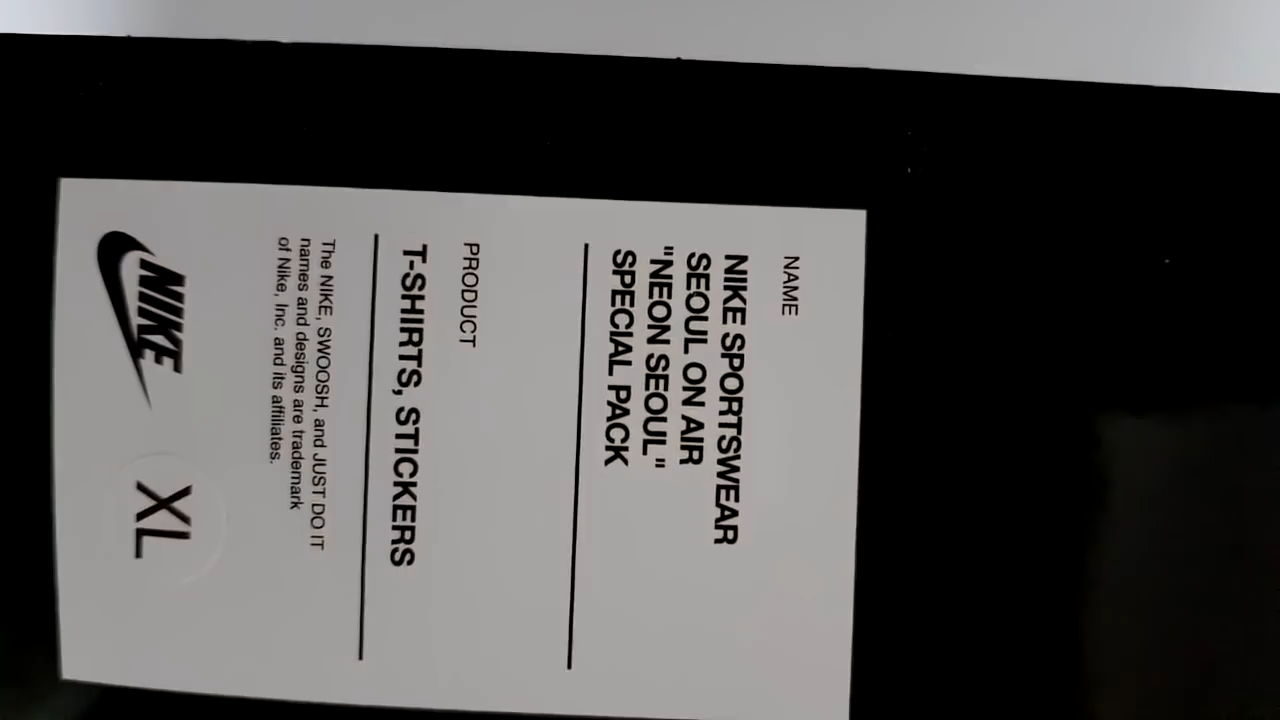 NAME
NIKE SPORTSWEAR
SEOUL ON AIR
"NEON SEOUL"
SPECIAL PACK
PRODUCT
T-SHIRTS, STICKERS
The NIKE, SWOOSH, and JUST DO IT
names and designs are trademark
of Nike, Inc. and its affiliates.
NIKE
XL